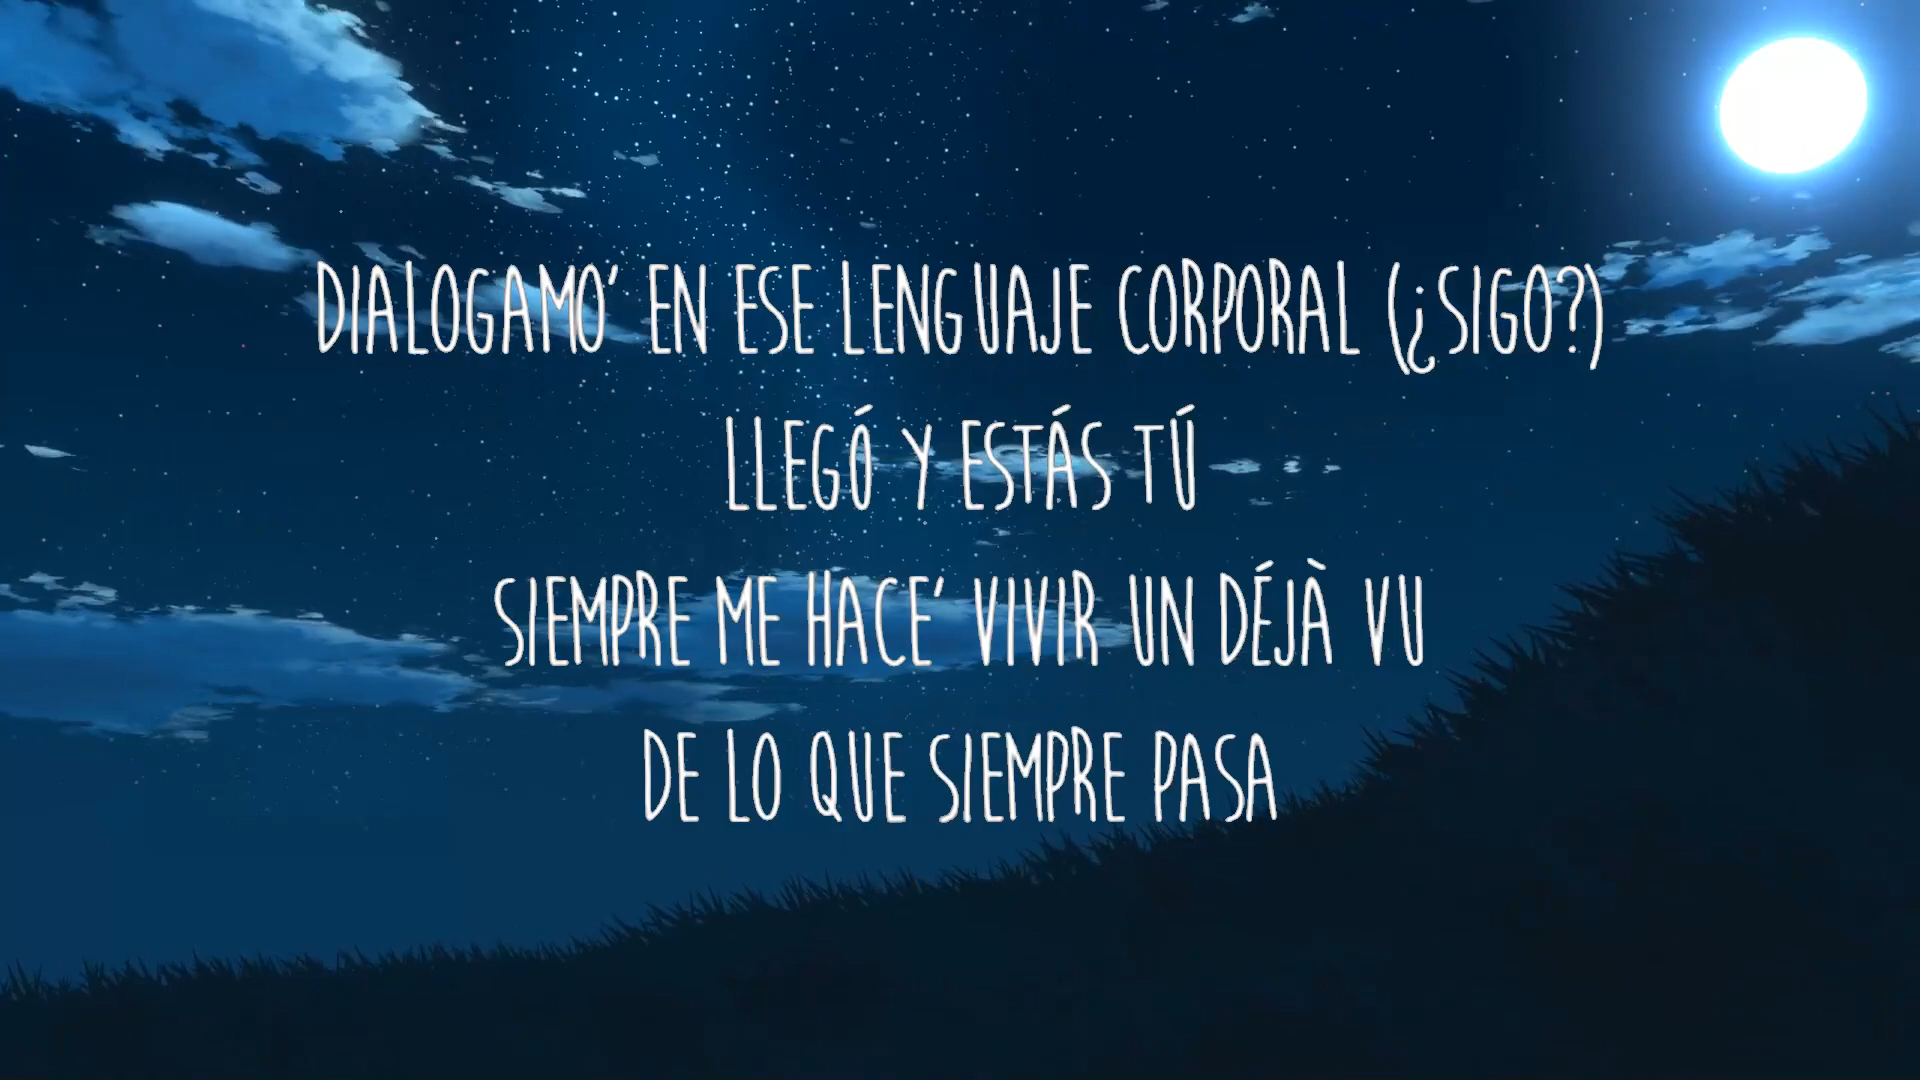 DIALOGAMO' EN ESE LENGUAJE CORPORAL (¿SIGO?)
LLEGÓ Y ESTÁS TÚ
SIEMPRE ME HACE' VIVIR UN DÉJÀ VU
DE LO QUE SIEMPRE PASA